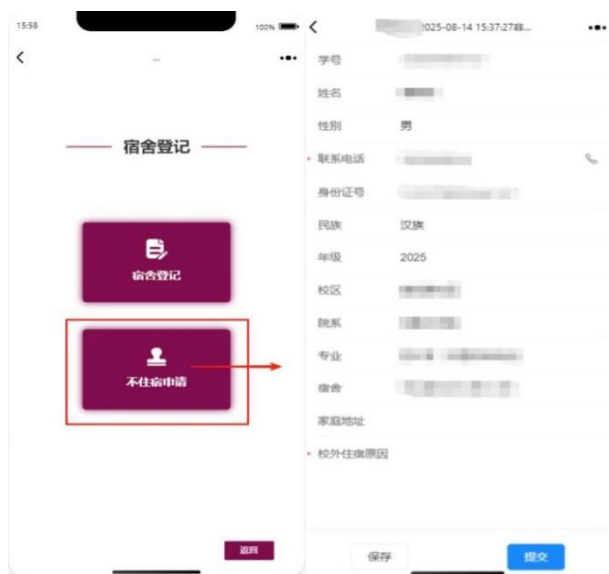 15:58
100%
宿舍登记
宿舍登记
不住宿申请
返回
2025-08-14 15:37:27非...
学号
姓名
性别 男
联系电话
身份证号
民族 汉族
年级 2025
校区
院系
专业
宿舍
家庭地址
校外住宿原因
保存
提交